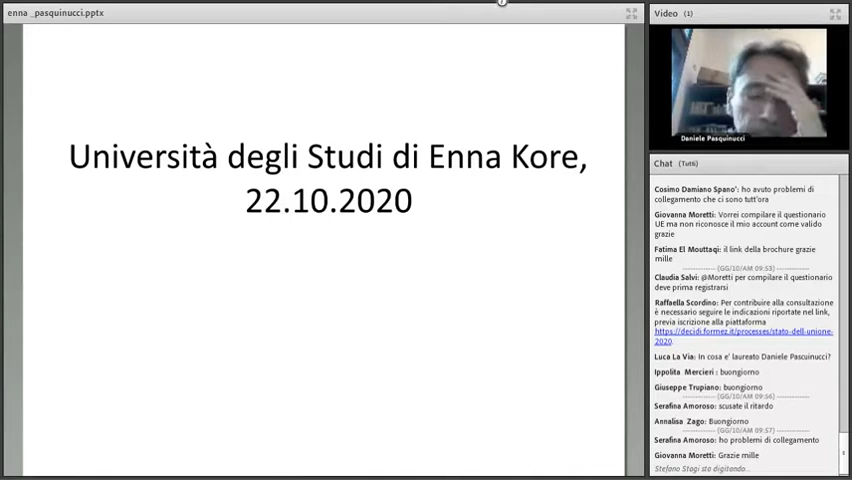 enna _pasquinucci.pptx
Università degli Studi di Enna Kore,
22.10.2020
Video (1)
Daniele Pasquinucci
Chat (Tutti)
Cosimo Damiano Spano': ho avuto problemi di
collegamento che ci sono tutt'ora
Giovanna Moretti: Vorrei compilare il questionario
UE ma non riconosce il mio account come valido
grazie
Fatima El Mouttaqi: il link della brochure grazie
mille
------------- (GG/10/AM 09:53) ------------
Claudia Salvi: @Moretti per compilare il questionario
deve prima registrarsi
Raffaella Scordino: Per contribuire alla consultazione
è necessario seguire le indicazioni riportate nel link,
previa iscrizione alla piattaforma
https://decidi.formez.it/processes/stato-dell-unione-
2020.
Luca La Via: In cosa e' laureato Daniele Pascuinucci?
Ippolita Mercieri : buongiorno
Giuseppe Trupiano: buongiorno
------------- (GG/10/AM 09:56) ------------
Serafina Amoroso: scusate il ritardo
Annalisa Zago: Buongiorno
------------- (GG/10/AM 09:57) ------------
Serafina Amoroso: ho problemi di collegamento
Giovanna Moretti: Grazie mille
Stefano Stogi sta digitando...